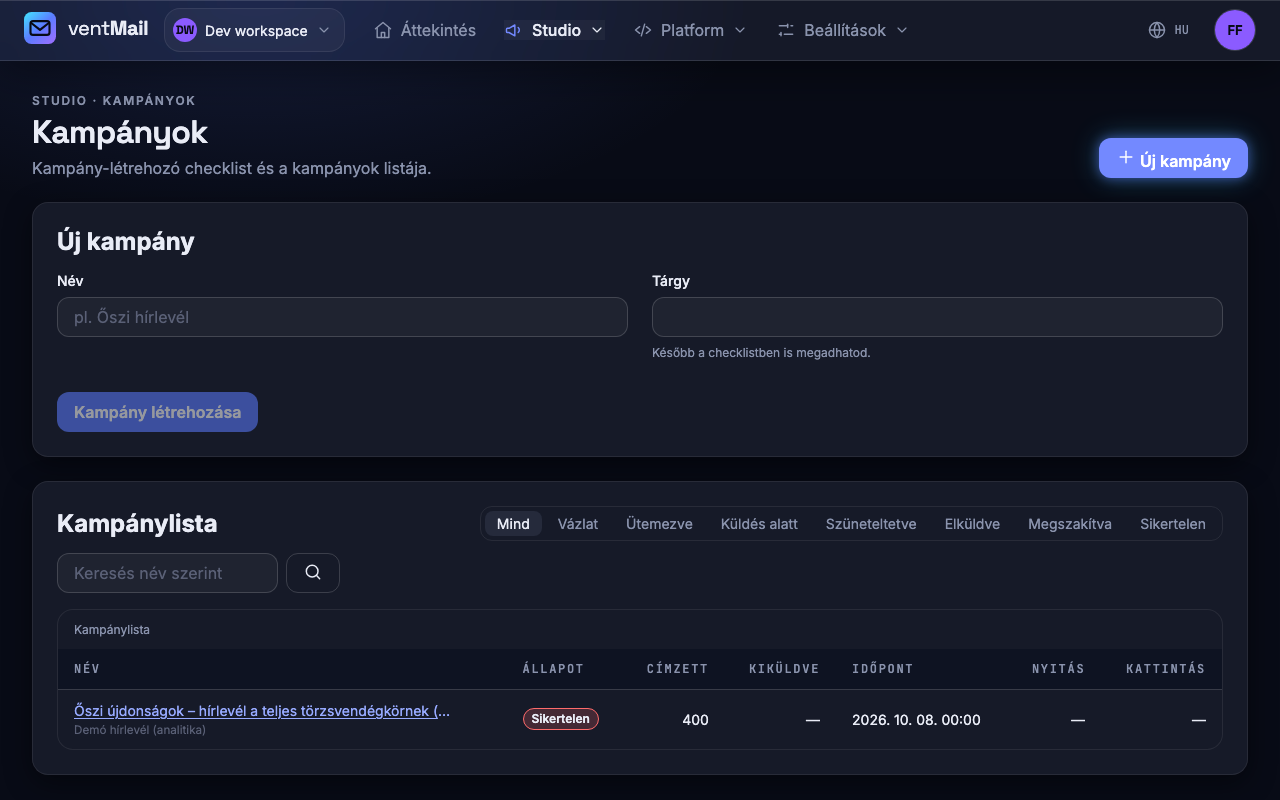 ventMail
DW Dev workspace
Áttekintés
Studio
Platform
Beállítások
HU
FF
STUDIO · KAMPÁNYOK
Kampányok
Kampány-létrehozó checklist és a kampányok listája.
Új kampány
Új kampány
Név
Tárgy
pl. Őszi hírlevél
Később a checklistben is megadhatod.
Kampány létrehozása
Kampánylista
Mind Vázlat Ütemezve Küldés alatt Szüneteltetve Elküldve Megszakítva Sikertelen
Keresés név szerint
Kampánylista
NÉV ÁLLAPOT CÍMZETT KIKÜLDVE IDŐPONT NYITÁS KATTINTÁS
Őszi újdonságok – hírlevél a teljes törzsvendégkörnek (... Sikertelen 400 — 2026. 10. 08. 00:00 — —
Demó hírlevél (analitika)